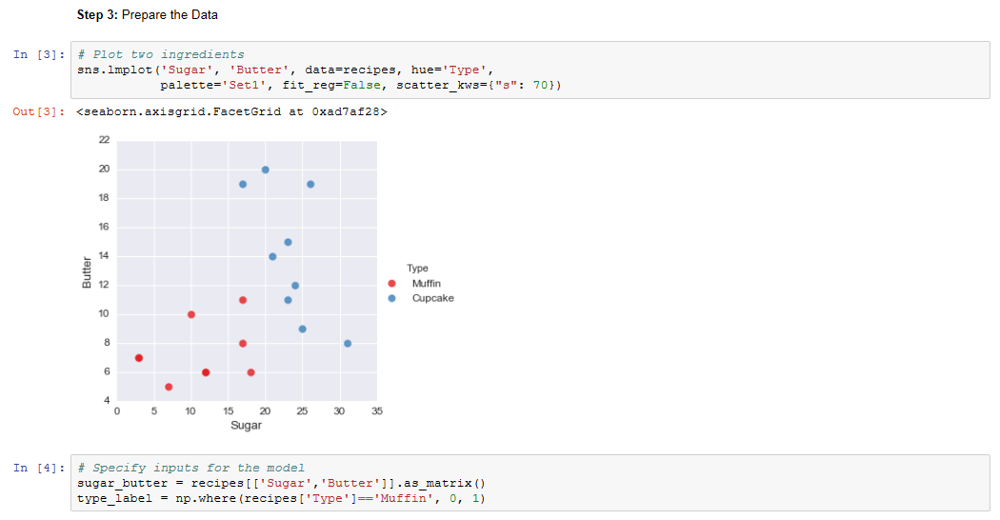 Step 3: Prepare the Data
In [3]: # Plot two ingredients
sns.lmplot('Sugar', 'Butter', data=recipes, hue='Type',
palette='Set1', fit_reg=False, scatter_kws={"s": 70})
Out[3]: <seaborn.axisgrid.FacetGrid at 0xad7af28>
22
20
18
16
14
12
10
8
6
4
Butter
0 5 10 15 20 25 30 35
Sugar
Type
Muffin
Cupcake
In [4]: # Specify inputs for the model
sugar_butter = recipes[['Sugar','Butter']].as_matrix()
type_label = np.where(recipes['Type']=='Muffin', 0, 1)